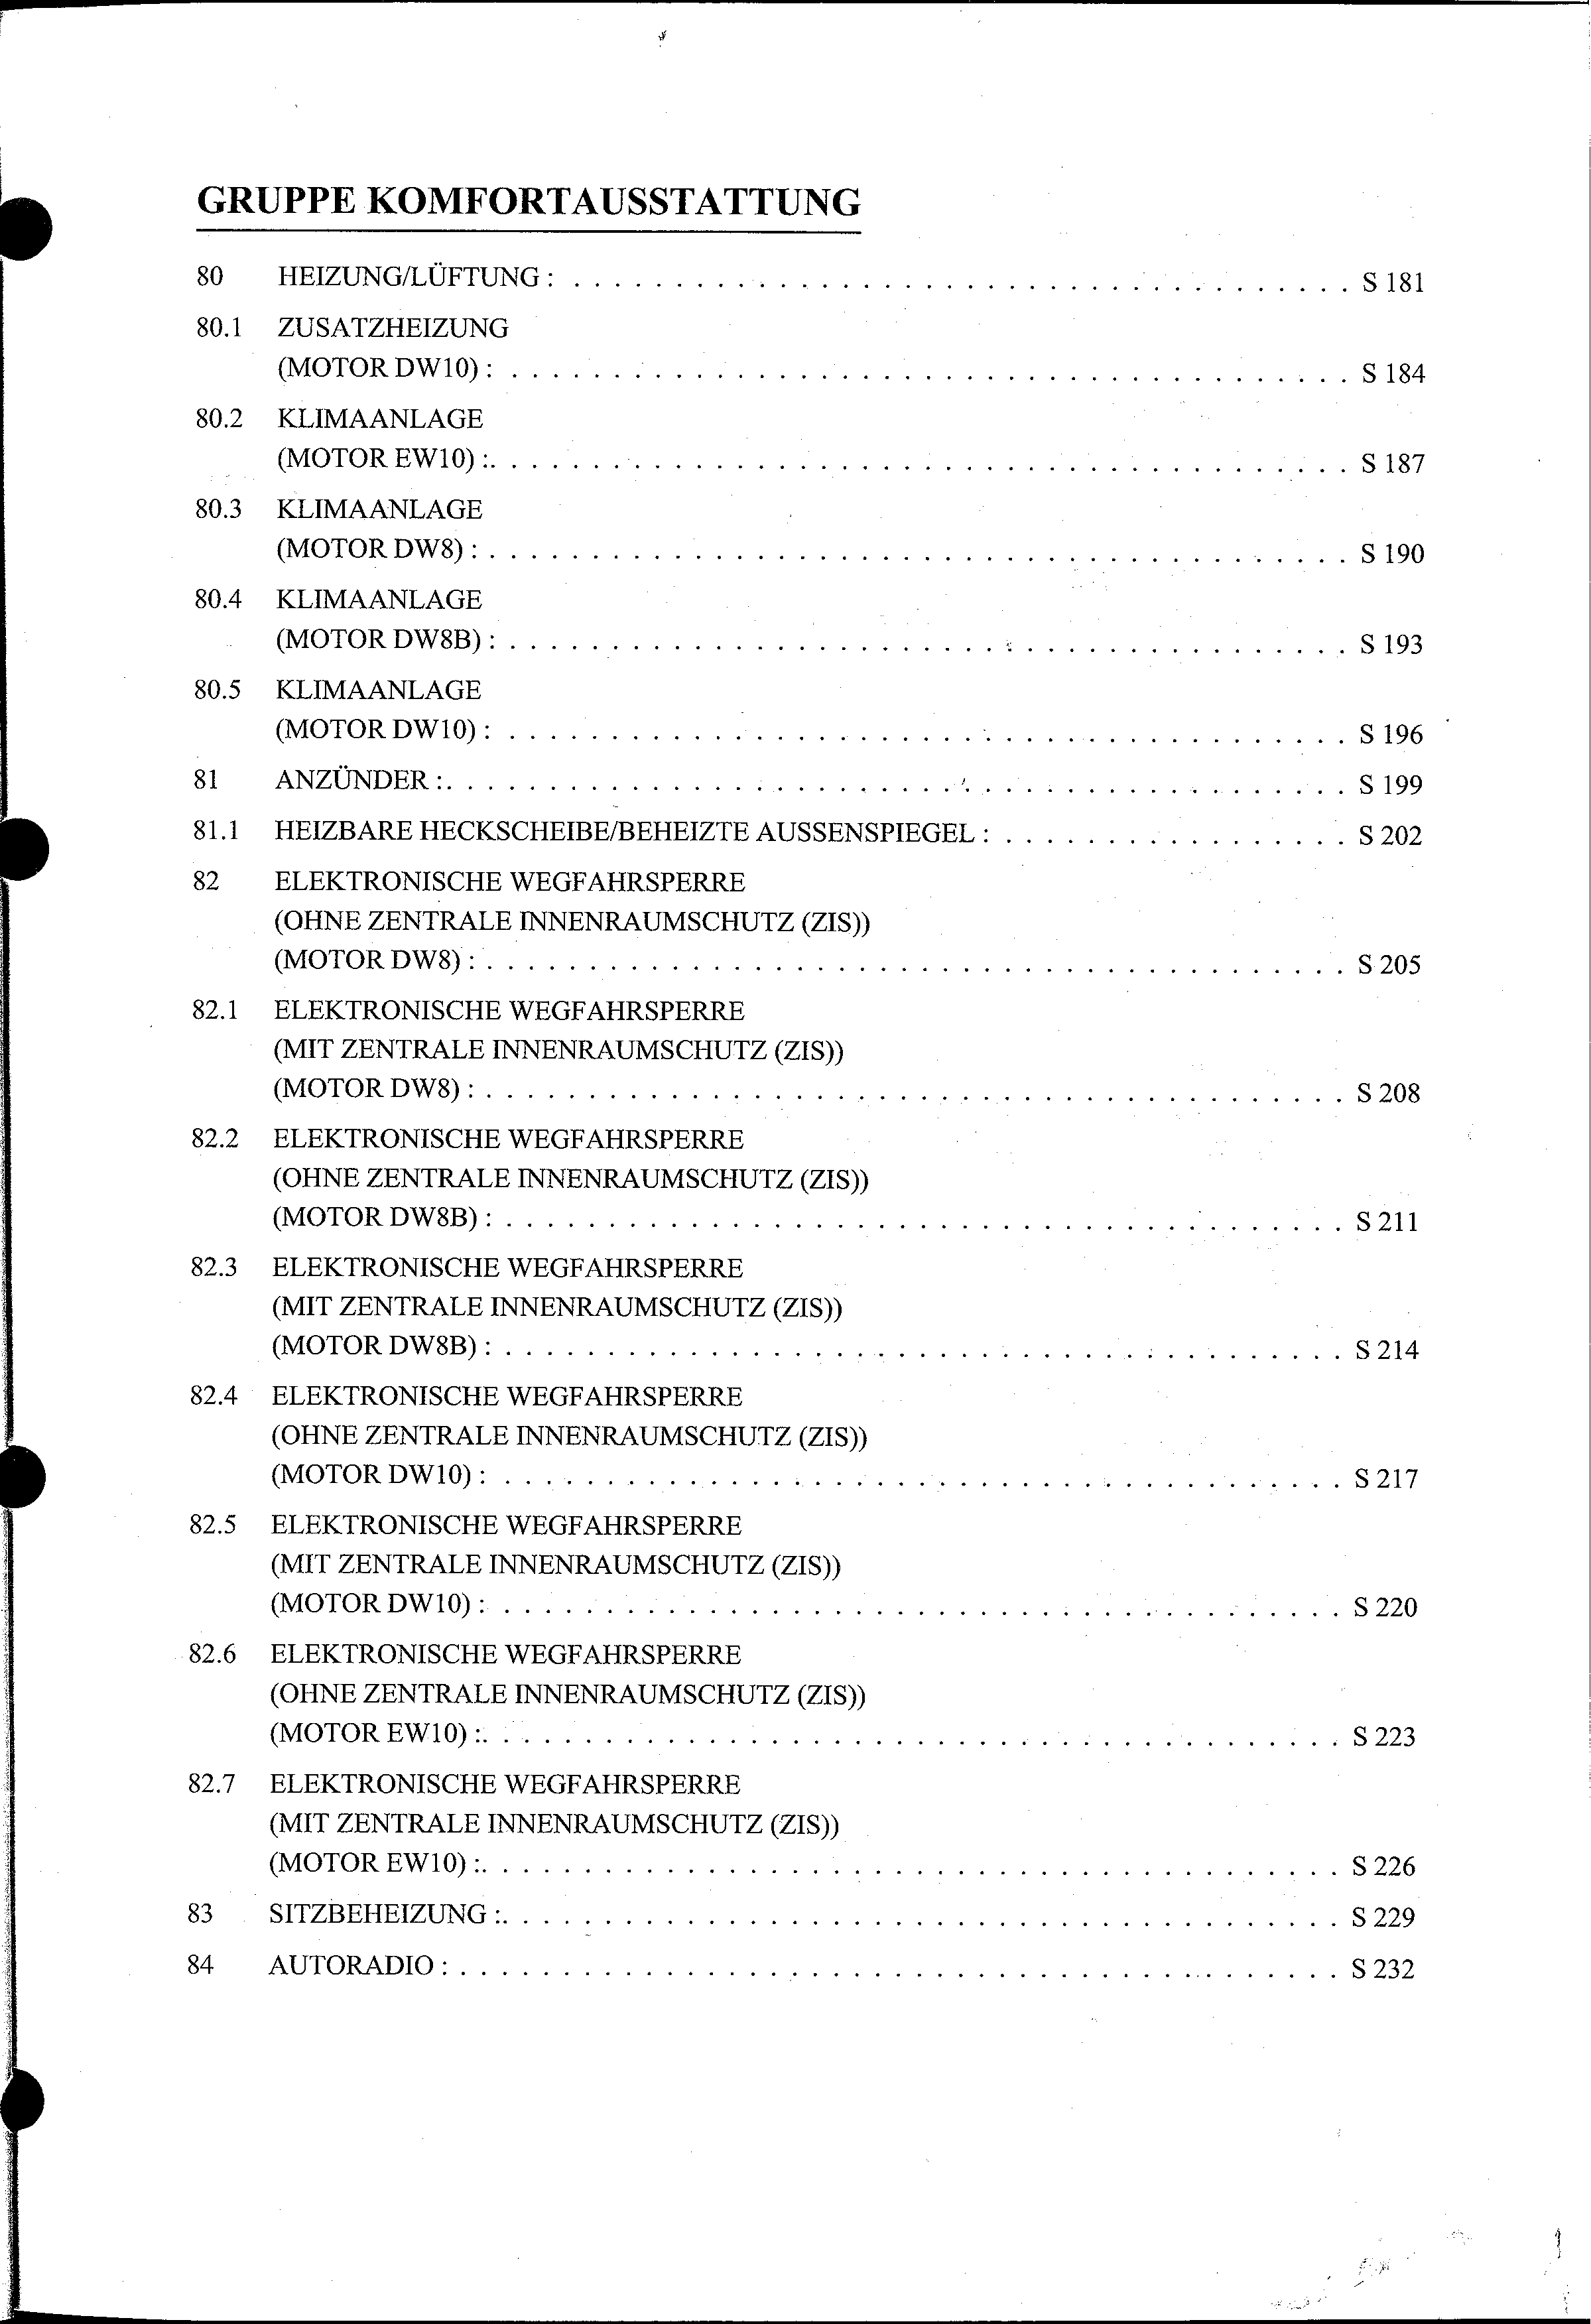 GRUPPE KOMFORTAUSSTATTUNG
80 HEIZUNG/LÜFTUNG : . . . . . . . . . . . . . . . . . . . . S 181
80.1 ZUSATZHEIZUNG
(MOTOR DW10) : . . . . . . . . . . . . . . . . . . . . S 184
80.2 KLIMAANLAGE
(MOTOR EW10) :. . . . . . . . . . . . . . . . . . . . S 187
80.3 KLIMAANLAGE
(MOTOR DW8) : . . . . . . . . . . . . . . . . . . . . S 190
80.4 KLIMAANLAGE
(MOTOR DW8B) : . . . . . . . . . . . . . . . . . . . . S 193
80.5 KLIMAANLAGE
(MOTOR DW10) : . . . . . . . . . . . . . . . . . . . . S 196
81 ANZÜNDER :. . . . . . . . . . . . . . . . . . . . S 199
81.1 HEIZBARE HECKSCHEIBE/BEHEIZTE AUSSENSPIEGEL : . . . . . . . . . . . . . . . . . S 202
82 ELEKTRONISCHE WEGFAHRSPERRE
(OHNE ZENTRALE INNENRAUMSCHUTZ (ZIS))
(MOTOR DW8) : . . . . . . . . . . . . . . . . . . . . S 205
82.1 ELEKTRONISCHE WEGFAHRSPERRE
(MIT ZENTRALE INNENRAUMSCHUTZ (ZIS))
(MOTOR DW8) : . . . . . . . . . . . . . . . . . . . . S 208
82.2 ELEKTRONISCHE WEGFAHRSPERRE
(OHNE ZENTRALE INNENRAUMSCHUTZ (ZIS))
(MOTOR DW8B) : . . . . . . . . . . . . . . . . . . . . S 211
82.3 ELEKTRONISCHE WEGFAHRSPERRE
(MIT ZENTRALE INNENRAUMSCHUTZ (ZIS))
(MOTOR DW8B) : . . . . . . . . . . . . . . . . . . . . S 214
82.4 ELEKTRONISCHE WEGFAHRSPERRE
(OHNE ZENTRALE INNENRAUMSCHUTZ (ZIS))
(MOTOR DW10) : . . . . . . . . . . . . . . . . . . . . S 217
82.5 ELEKTRONISCHE WEGFAHRSPERRE
(MIT ZENTRALE INNENRAUMSCHUTZ (ZIS))
(MOTOR DW10) : . . . . . . . . . . . . . . . . . . . . S 220
82.6 ELEKTRONISCHE WEGFAHRSPERRE
(OHNE ZENTRALE INNENRAUMSCHUTZ (ZIS))
(MOTOR EW10) :. . . . . . . . . . . . . . . . . . . . S 223
82.7 ELEKTRONISCHE WEGFAHRSPERRE
(MIT ZENTRALE INNENRAUMSCHUTZ (ZIS))
(MOTOR EW10) :. . . . . . . . . . . . . . . . . . . . S 226
83 SITZBEHEIZUNG :. . . . . . . . . . . . . . . . . . . . S 229
84 AUTORADIO : . . . . . . . . . . . . . . . . . . . . S 232